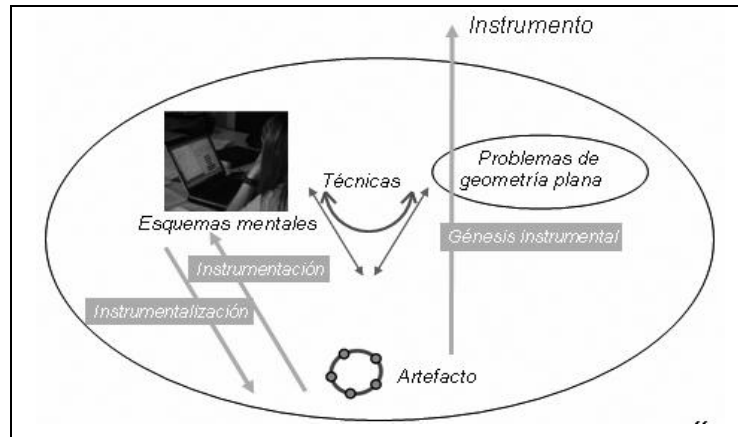 Instrumento
Técnicas
Problemas de
geometría plana
Esquemas mentales
Génesis instrumental
Instrumentación
Instrumentalización
Artefacto
“